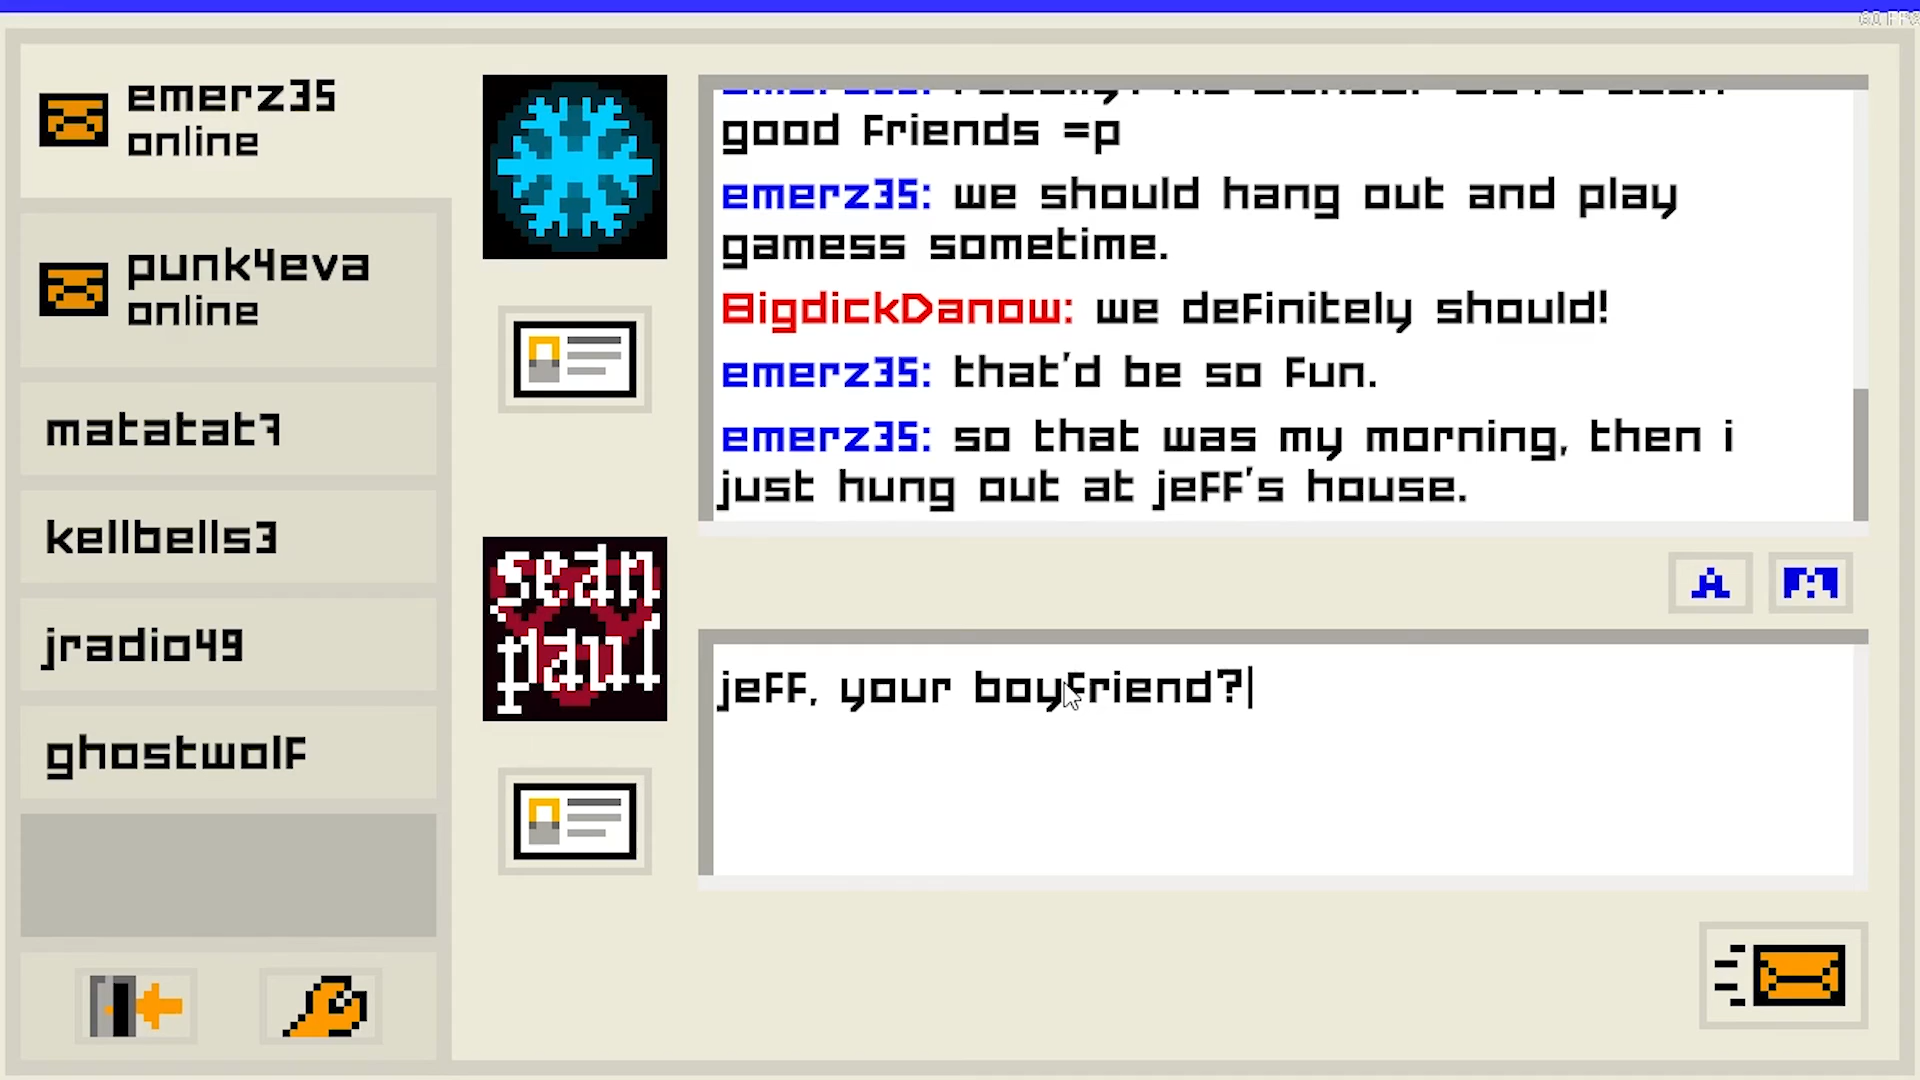 60 FPS
emerz35
online
punk4eva
online
matatat7
kellbells3
jradio49
ghostwolf
sean
paul
good friends =p
emerz35: we should hang out and play
gamess sometime.
BigdickDanow: we definitely should!
emerz35: that'd be so fun.
emerz35: so that was my morning, then i
just hung out at jeff's house.
A
jeff, your boyfriend?